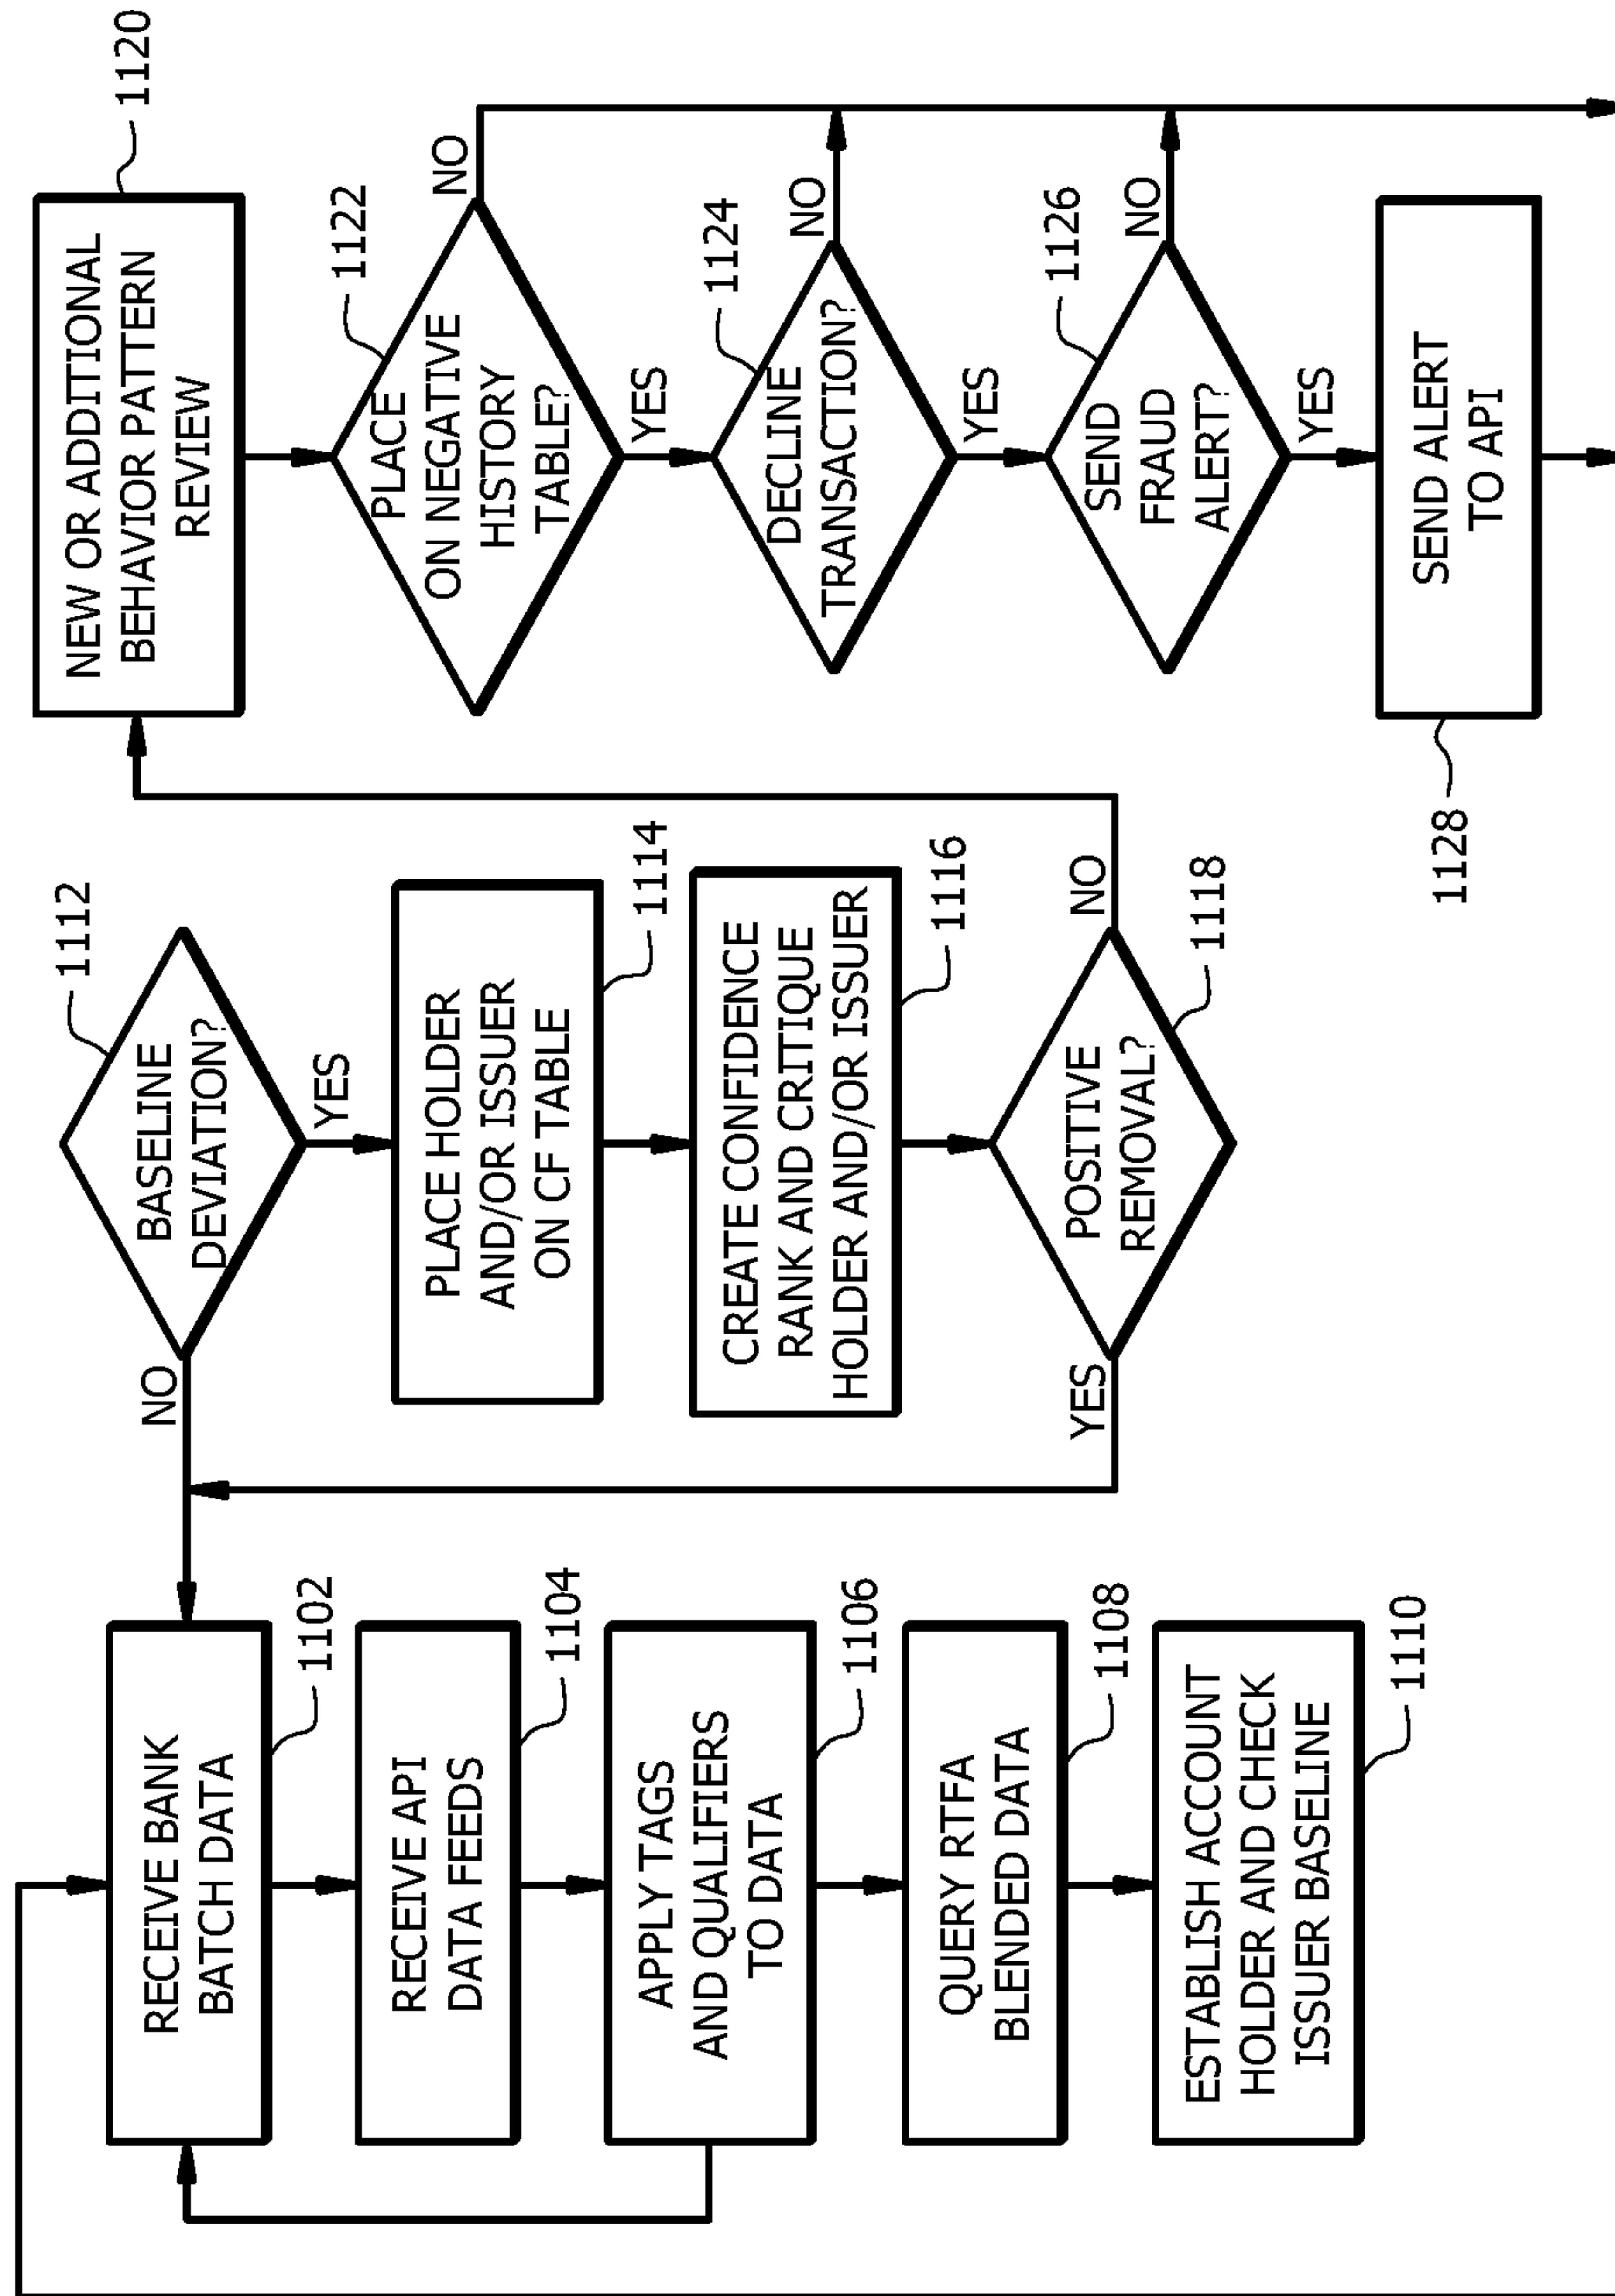 RECEIVE BANK
BATCH DATA
1102
RECEIVE API
DATA FEEDS
1104
APPLY TAGS
AND QUALIFIERS
TO DATA
1106
QUERY RTFA
BLENDED DATA
1108
ESTABLISH ACCOUNT
HOLDER AND CHECK
ISSUER BASELINE
1110
1112
BASELINE
DEVIATION?
NO
YES
PLACE HOLDER
AND/OR ISSUER
ON CF TABLE
1114
CREATE CONFIDENCE
RANK AND CRITIQUE
HOLDER AND/OR ISSUER
1116
POSITIVE
REMOVAL?
YES
NO
1118
NEW OR ADDITIONAL
BEHAVIOR PATTERN
REVIEW
1120
PLACE
ON NEGATIVE
HISTORY
TABLE?
1122
NO
YES
DECLINE
TRANSACTION?
1124
NO
YES
SEND
FRAUD
ALERT?
1126
NO
YES
SEND ALERT
TO API
1128